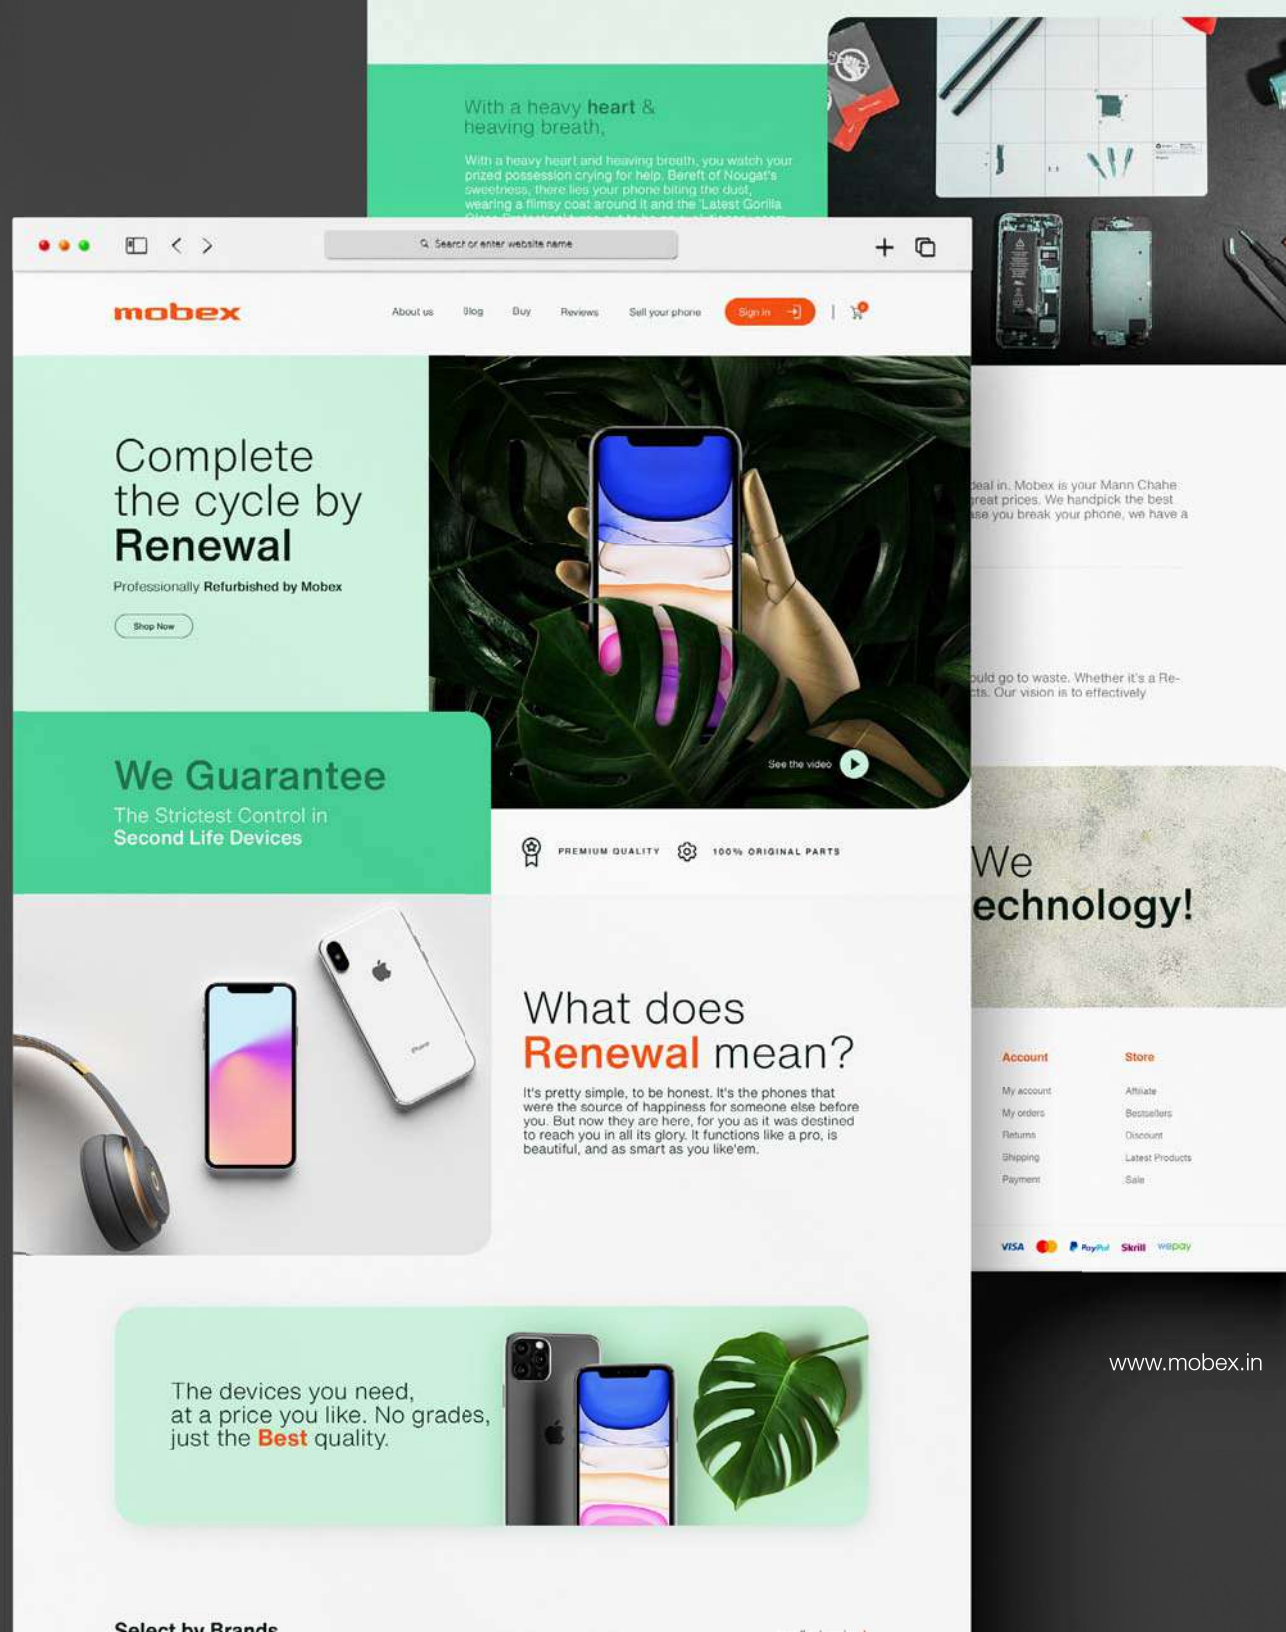 With a heavy heart &
heaving breath,
With a heavy heart and heaving breath, you watch your
prized possession crying for help. Bereft of Nougat's
sweetness, there lies your phone biting the dust,
wearing a flimsy coat around it and the 'Latest Gorilla
Search or enter website name
mobex
About us
Blog
Buy
Reviews
Sell your phone
Sign in
0
Complete
the cycle by
Renewal
Professionally Refurbished by Mobex
Shop Now
See the video
We Guarantee
The Strictest Control in
Second Life Devices
PREMIUM QUALITY
100% ORIGINAL PARTS
iPhone
What does
Renewal mean?
It's pretty simple, to be honest. It's the phones that
were the source of happiness for someone else before
you. But now they are here, for you as it was destined
to reach you in all its glory. It functions like a pro, is
beautiful, and as smart as you like'em.
The devices you need,
at a price you like. No grades,
just the Best quality.
Select by Brands
deal in. Mobex is your Mann Chahe
great prices. We handpick the best
ase you break your phone, we have a
ould go to waste. Whether it's a Re-
cts. Our vision is to effectively
We
echnology!
Account
My account
My orders
Returns
Shipping
Payment
Store
Affiliate
Bestsellers
Discount
Latest Products
Sale
VISA
PayPal
Skrill
wepay
www.mobex.in